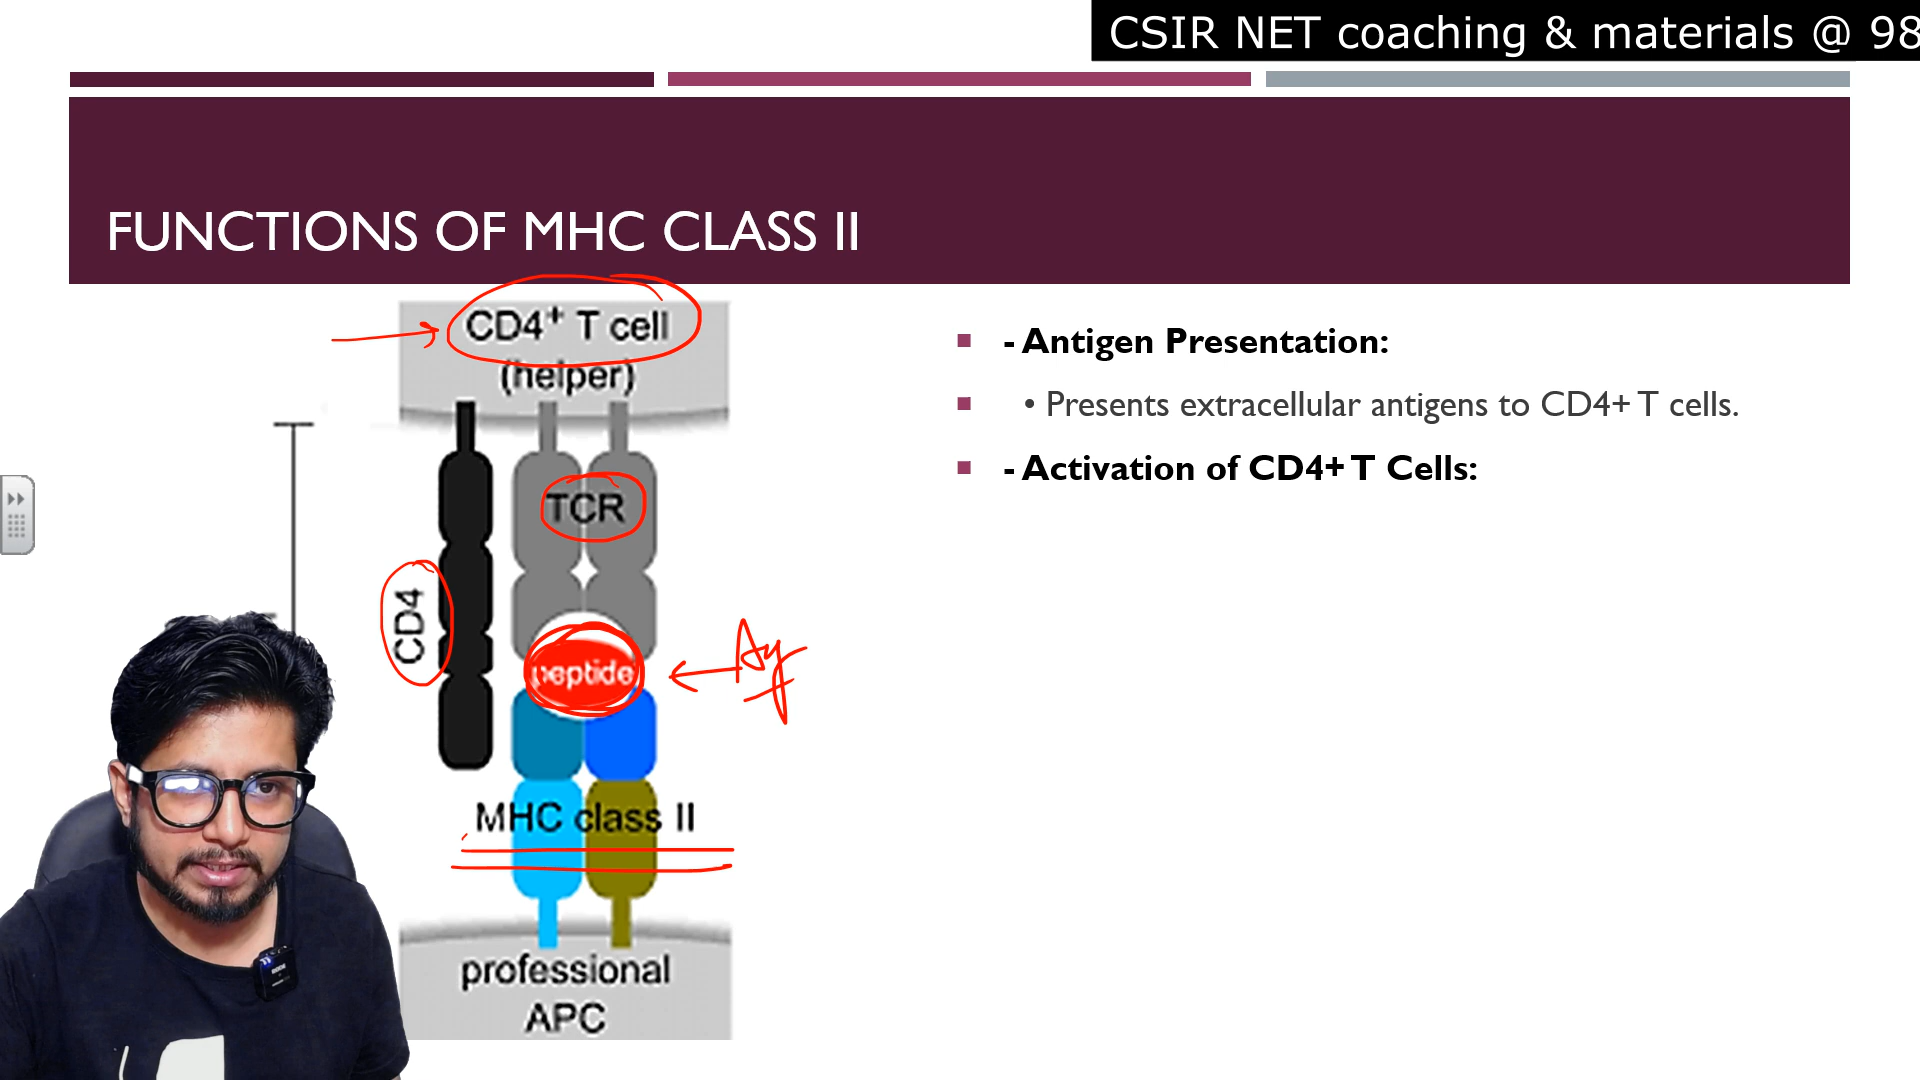 CSIR NET coaching & materials @ 98
FUNCTIONS OF MHC CLASS II
CD4⁺ T cell
(helper)
TCR
CD4
peptide
Ag
MHC class II
professional
APC
- Antigen Presentation:
• Presents extracellular antigens to CD4+ T cells.
- Activation of CD4+ T Cells: